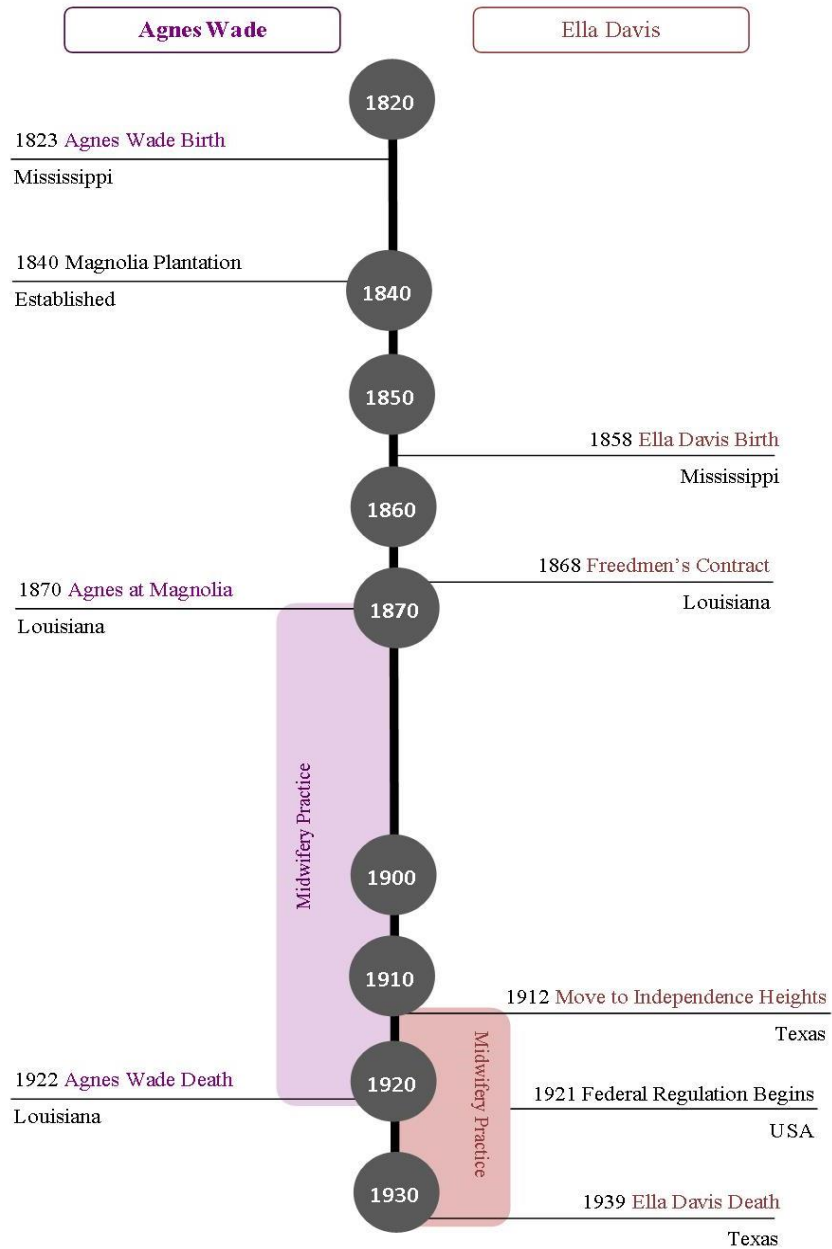 Agnes Wade
Ella Davis
1820
1823 Agnes Wade Birth
Mississippi
1840 Magnolia Plantation
Established
1840
1850
1858 Ella Davis Birth
Mississippi
1860
1868 Freedmen's Contract
Louisiana
1870 Agnes at Magnolia
Louisiana
1870
Midwifery Practice
1900
1910
1912 Move to Independence Heights
Texas
Midwifery Practice
1922 Agnes Wade Death
Louisiana
1920
1921 Federal Regulation Begins
USA
1930
1939 Ella Davis Death
Texas